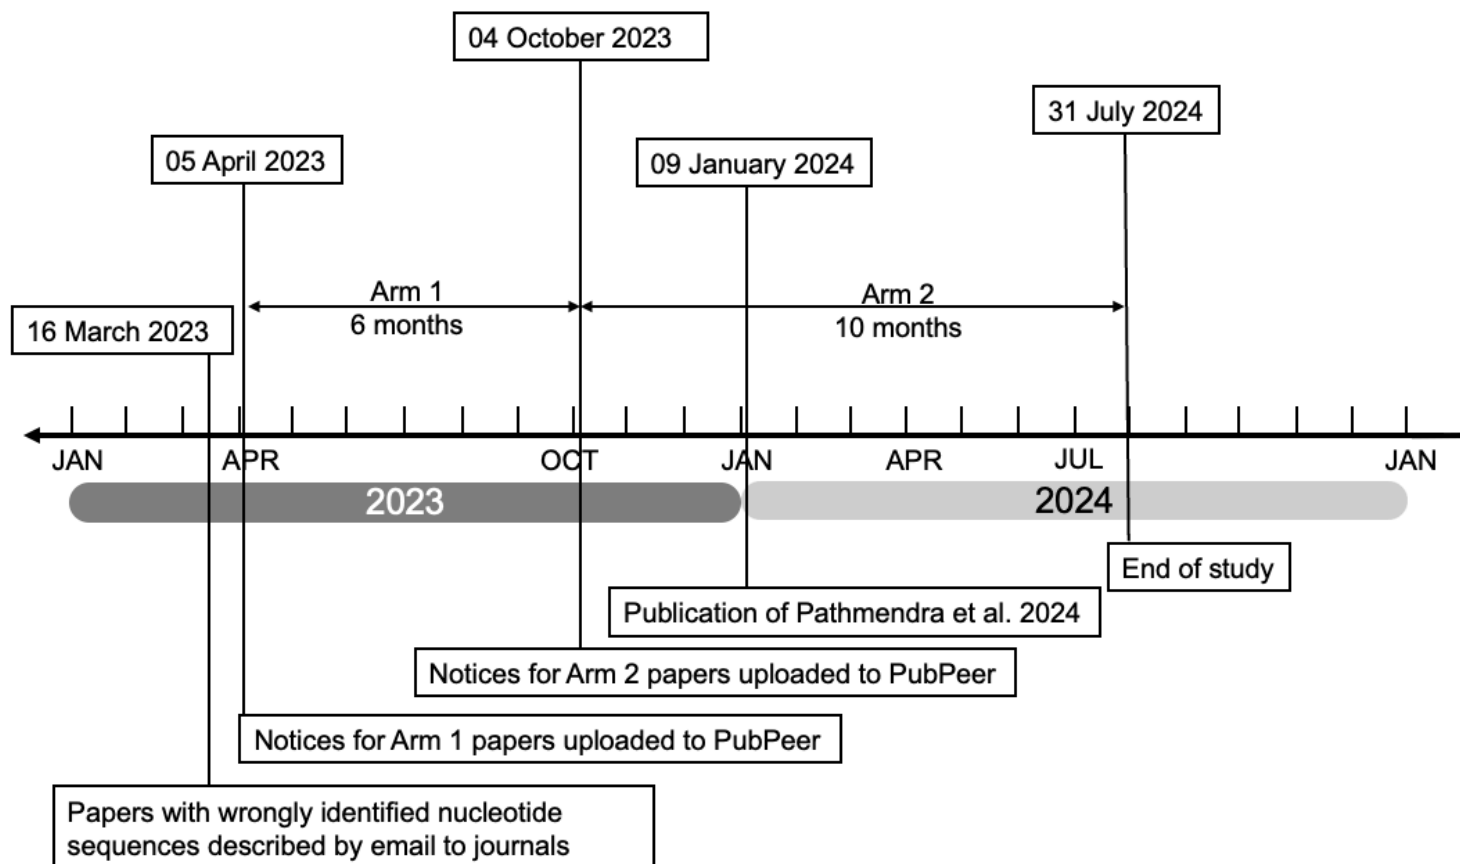 04 October 2023
31 July 2024
05 April 2023
09 January 2024
Arm 1
6 months
Arm 2
10 months
16 March 2023
JAN
APR
OCT
JAN
APR
JUL
JAN
2023
2024
End of study
Publication of Pathmendra et al. 2024
Notices for Arm 2 papers uploaded to PubPeer
Notices for Arm 1 papers uploaded to PubPeer
Papers with wrongly identified nucleotide
sequences described by email to journals